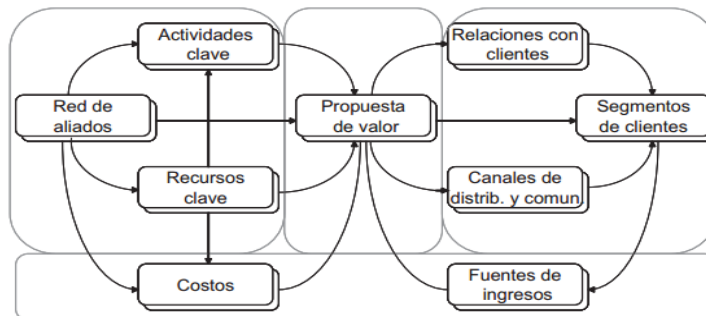 Actividades
clave
Relaciones con
clientes
Red de
aliados
Propuesta
de valor
Segmentos
de clientes
Recursos
clave
Canales de
distrib. y comun.
Costos
Fuentes de
ingresos